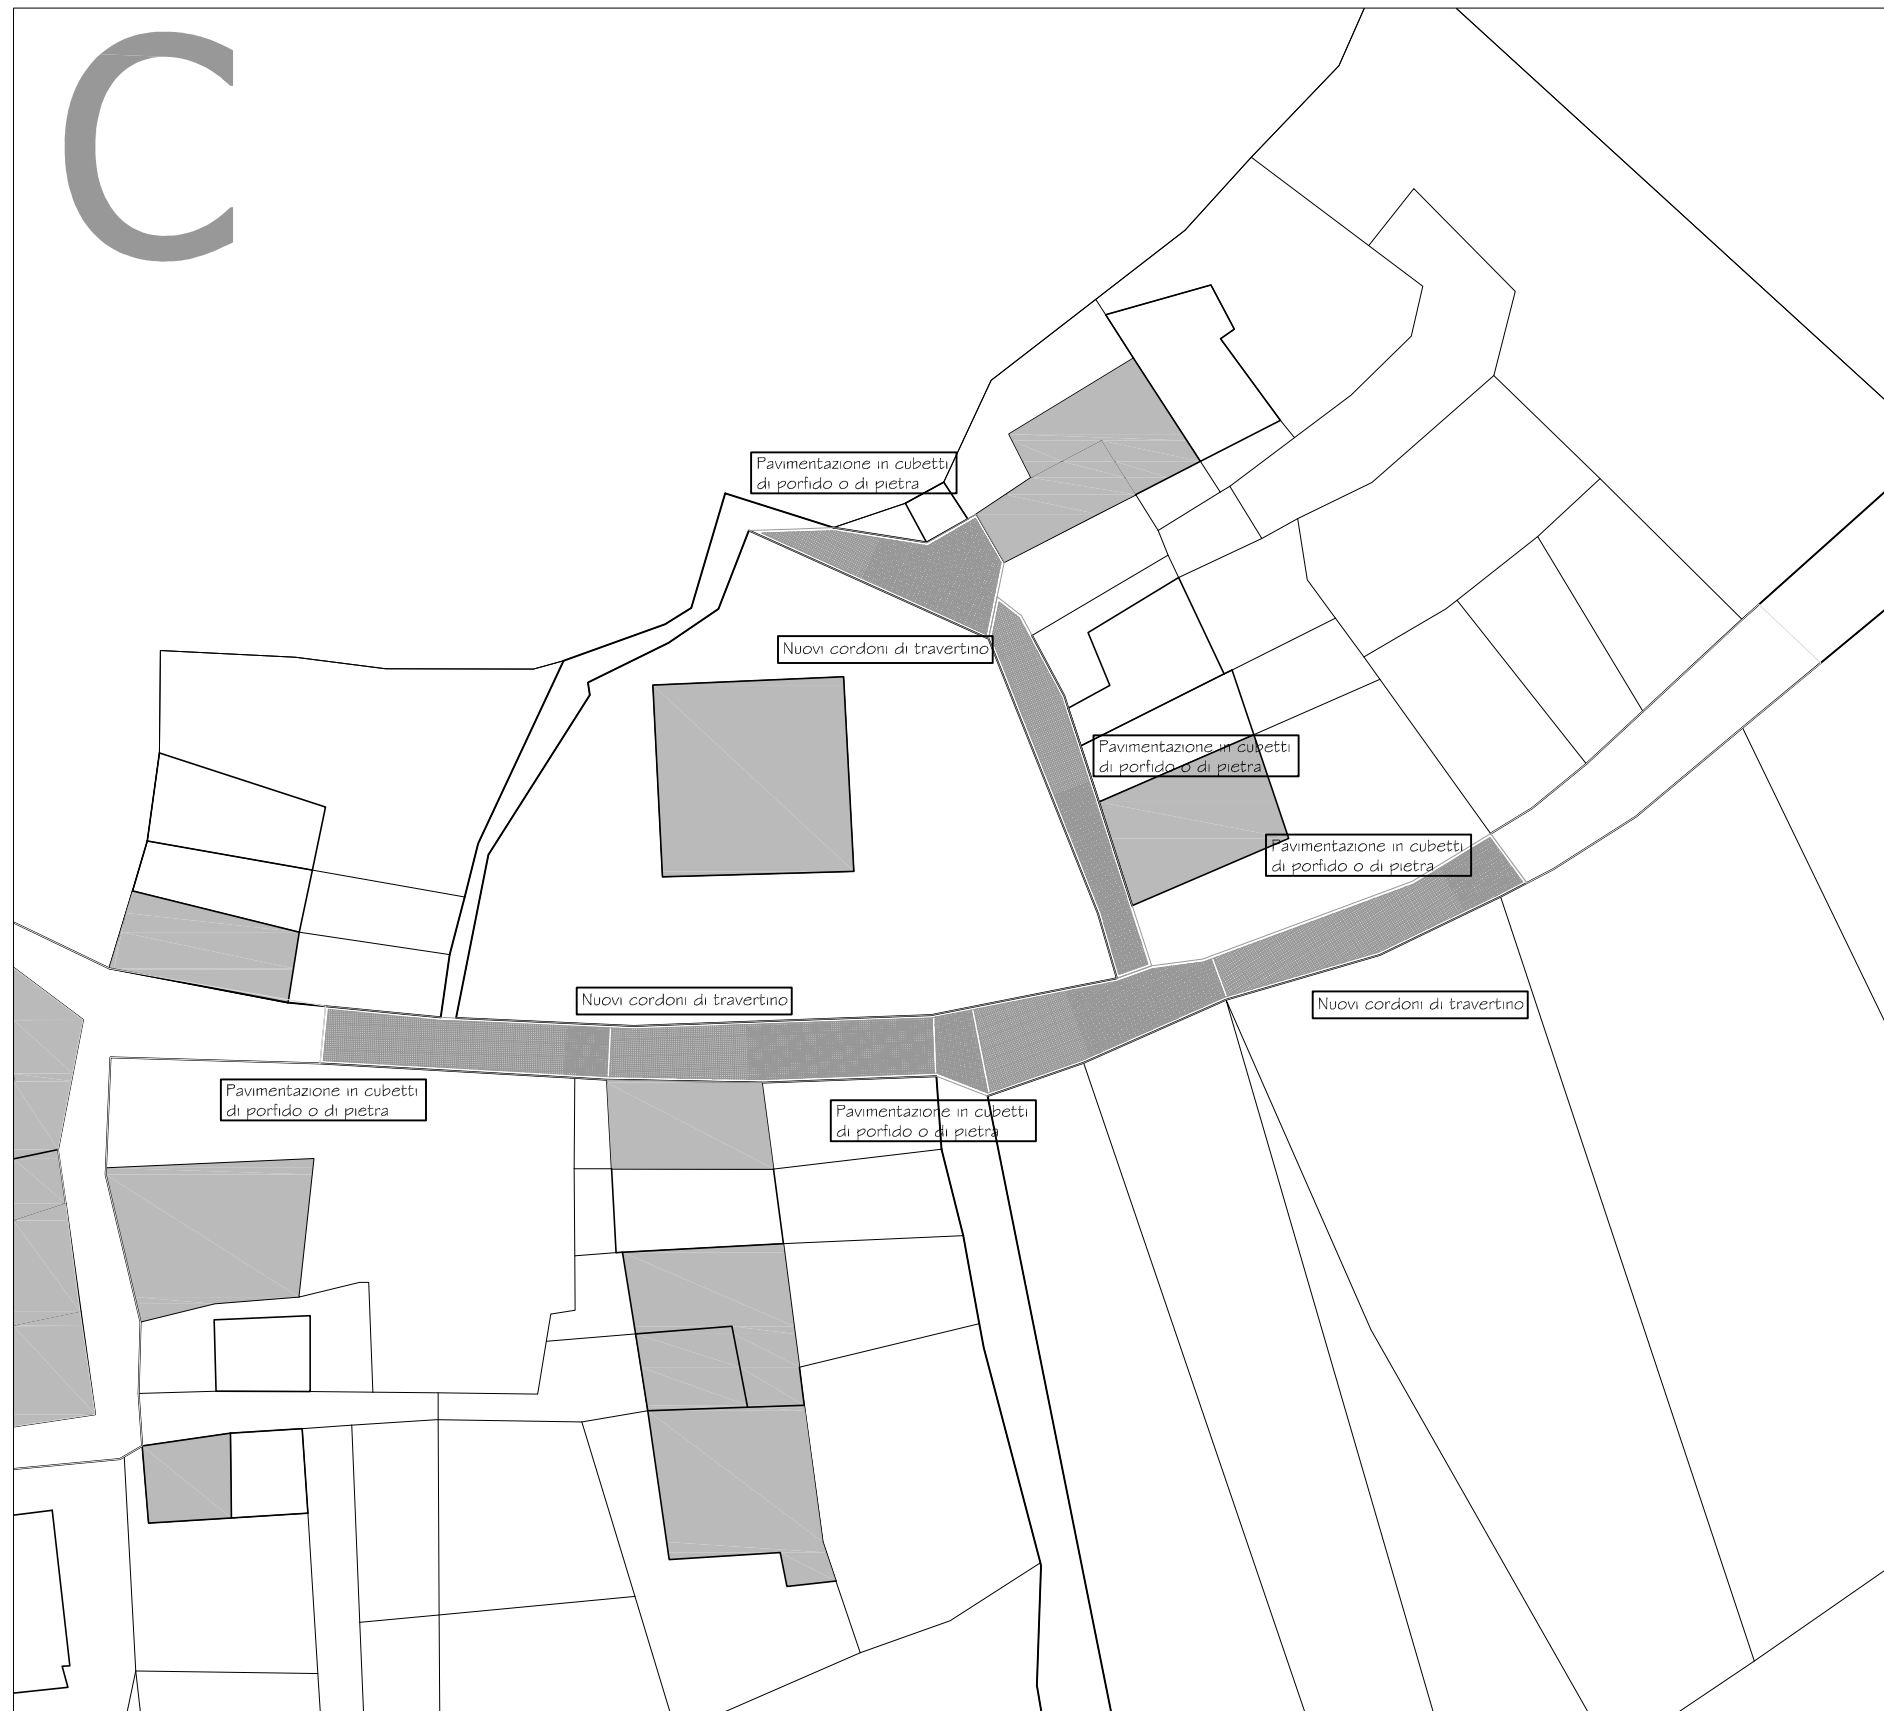 C
Pavimentazione in cubetti
di porfido o di pietra
Nuovi cordoni di travertino
Pavimentazione in cubetti
di porfido o di pietra
Pavimentazione in cubetti
di porfido o di pietra
Nuovi cordoni di travertino
Nuovi cordoni di travertino
Pavimentazione in cubetti
di porfido o di pietra
Pavimentazione in cubetti
di porfido o di pietra